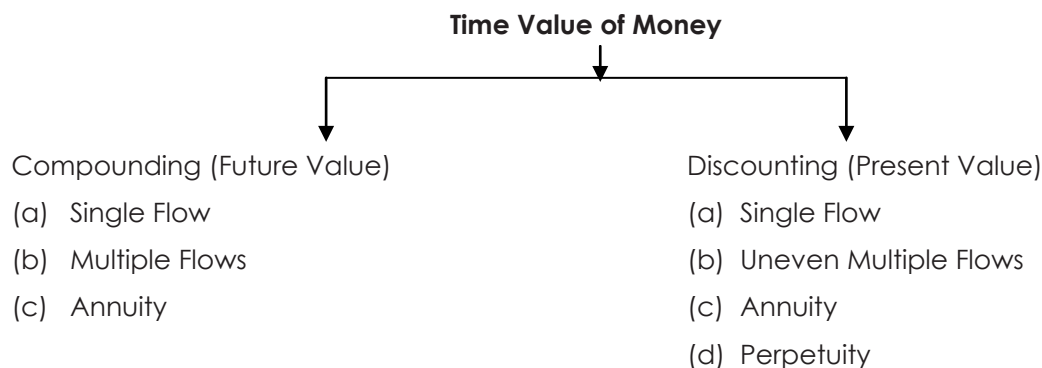 Time Value of Money
Compounding (Future Value)
(a) Single Flow
(b) Multiple Flows
(c) Annuity
Discounting (Present Value)
(a) Single Flow
(b) Uneven Multiple Flows
(c) Annuity
(d) Perpetuity